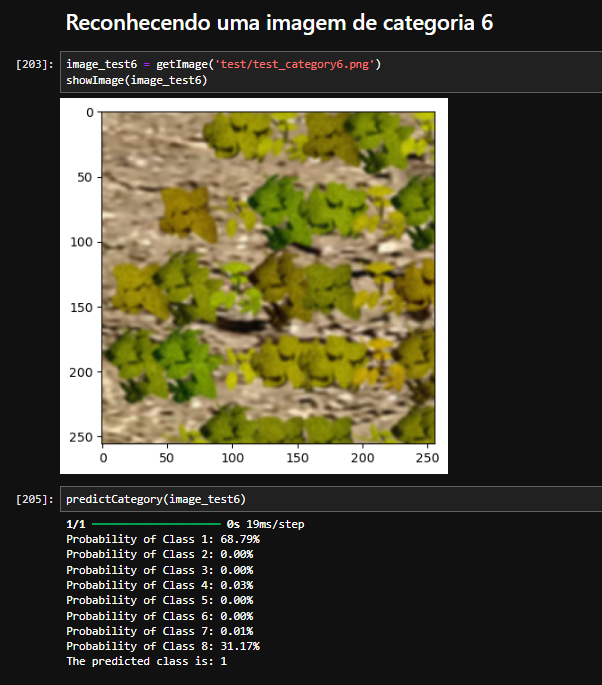 Reconhecendo uma imagem de categoria 6
[203]: image_test6 = getImage('test/test_category6.png')
showImage(image_test6)
0
50
100
150
200
250
0 50 100 150 200 250
[205]: predictCategory(image_test6)
1/1 ━━━━━━━━━━━━━━━━━━━━ 0s 19ms/step
Probability of Class 1: 68.79%
Probability of Class 2: 0.00%
Probability of Class 3: 0.00%
Probability of Class 4: 0.03%
Probability of Class 5: 0.00%
Probability of Class 6: 0.00%
Probability of Class 7: 0.01%
Probability of Class 8: 31.17%
The predicted class is: 1